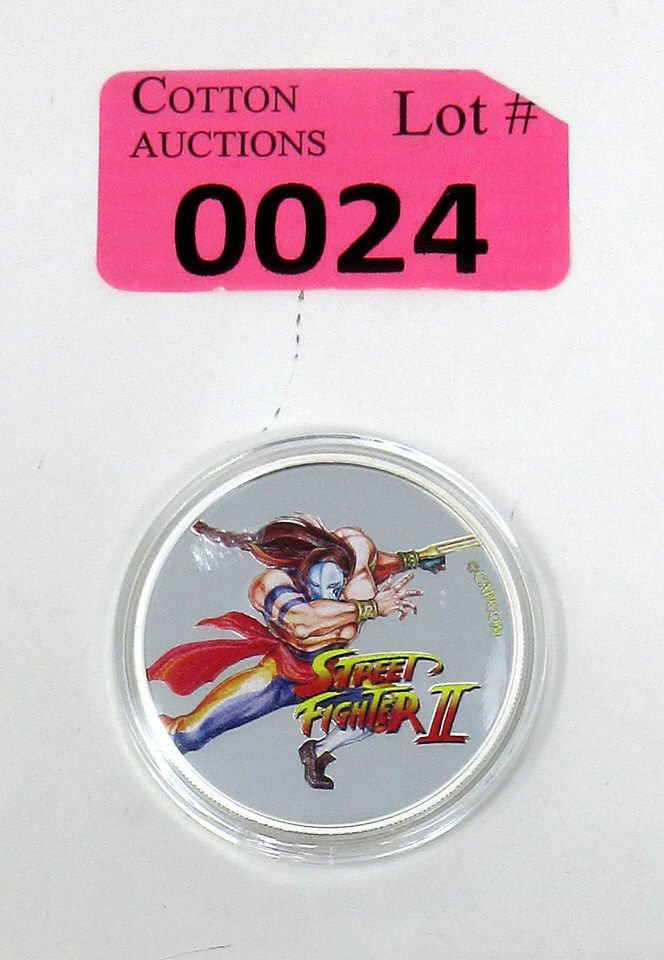 COTTON
AUCTIONS
Lot #
0024
©CAPCOM
STREET
FIGHTER II